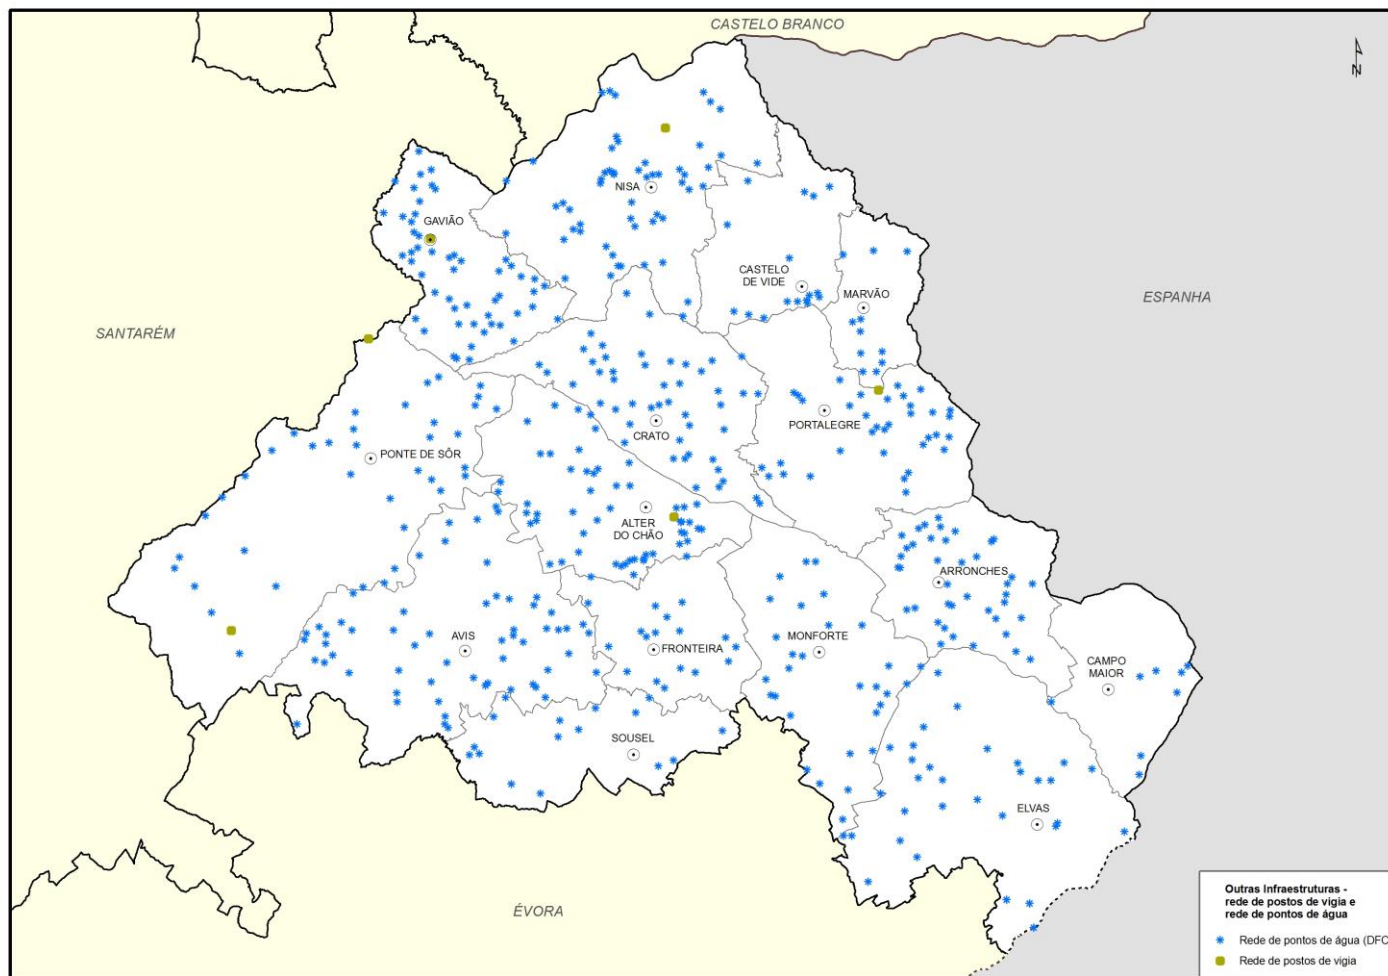 CASTELO BRANCO
N
NISA
GAVIÃO
CASTELO
DE VIDE
MARVÃO
ESPANHA
SANTARÉM
PORTALEGRE
CRATO
PONTE DE SÔR
ALTER
DO CHÃO
ARRONCHES
AVIS
FRONTEIRA
MONFORTE
CAMPO
MAIOR
SOUSEL
ELVAS
ÉVORA
Outras Infraestruturas -
rede de postos de vigia e
rede de pontos de água
Rede de pontos de água (DFC
Rede de postos de vigia